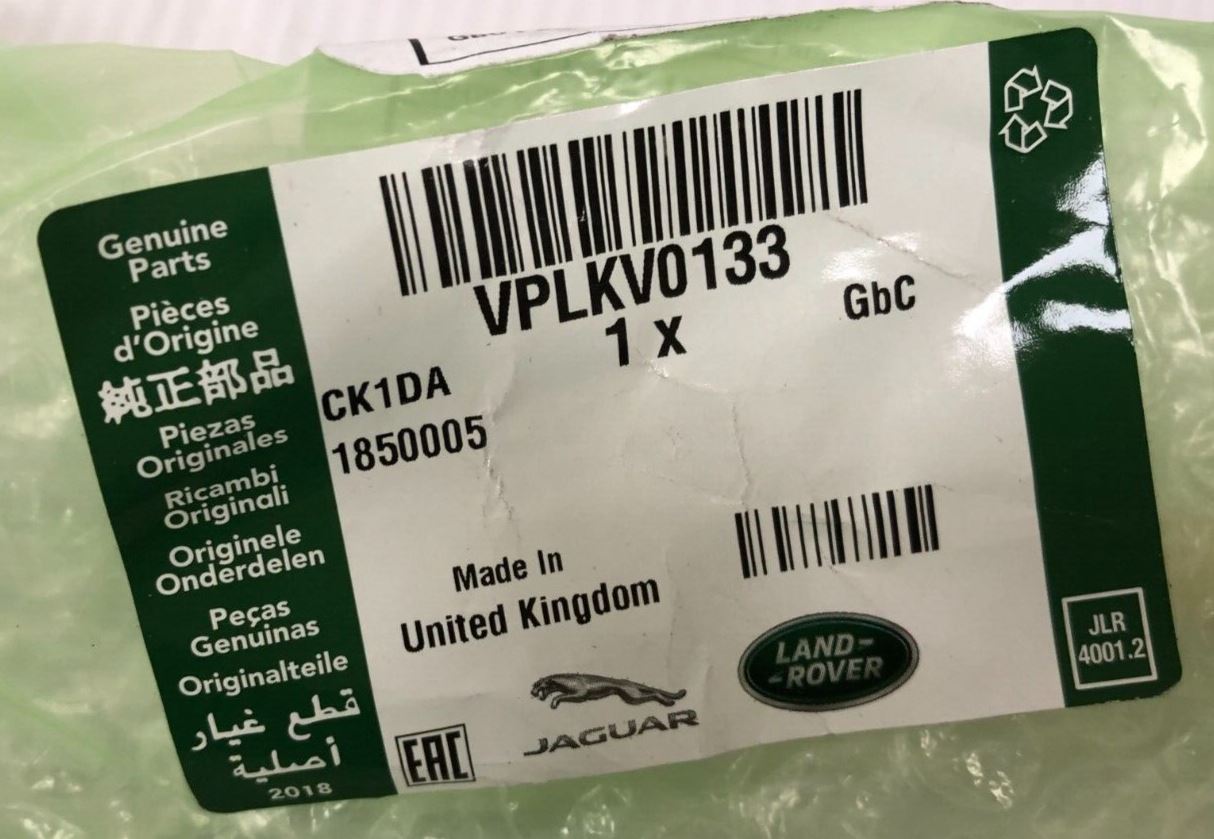 Genuine
Parts
Pièces
d'Origine
純正部品
Piezas
Originales
Ricambi
Originali
Originele
Onderdelen
Peças
Genuinas
Originalteile
قطع غيار
أصلية
2018
VPLKV0133
1 X
GbC
CK1DA
1850005
Made In
United Kingdom
EAC
JAGUAR
LAND-
-ROVER
JLR
4001.2